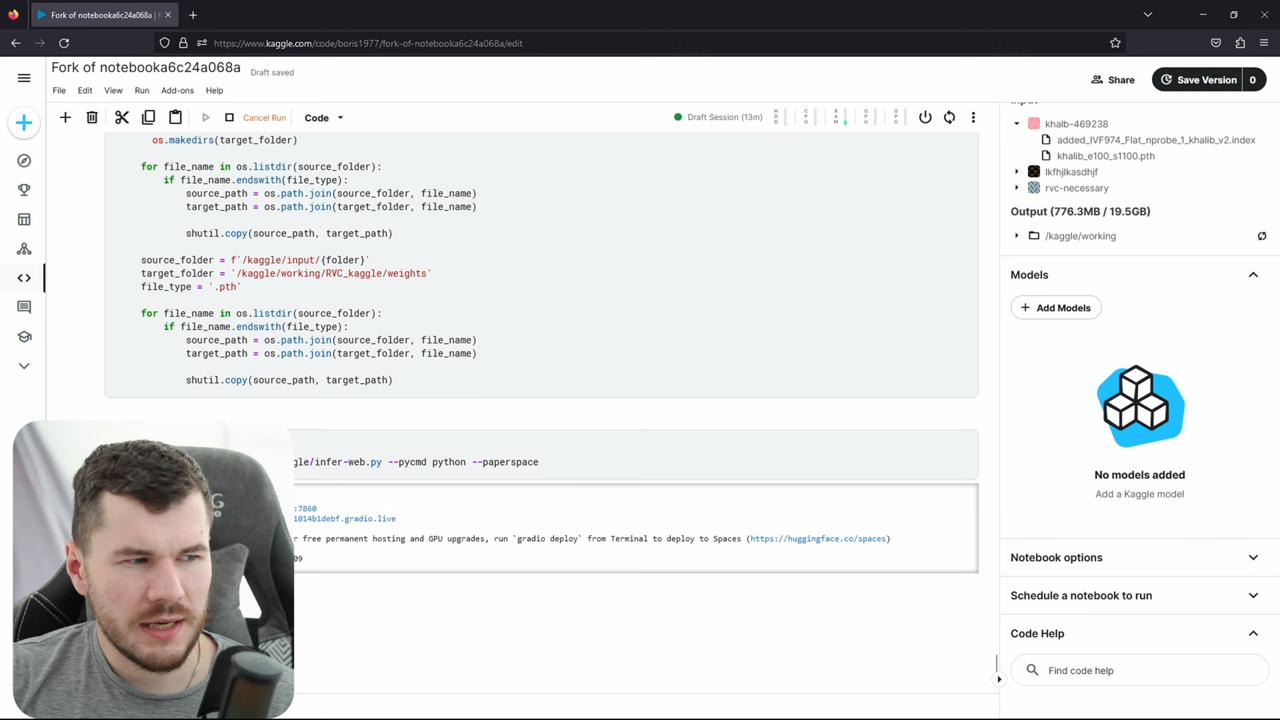 Fork of notebooka6c24a068a |
https://www.kaggle.com/code/boris1977/fork-of-notebooka6c24a068a/edit
Fork of notebooka6c24a068a
Draft saved
Share
Save Version
0
File
Edit
View
Run
Add-ons
Help
Cancel Run
Code
Draft Session (13m)
os.makedirs(target_folder)
for file_name in os.listdir(source_folder):
if file_name.endswith(file_type):
source_path = os.path.join(source_folder, file_name)
target_path = os.path.join(target_folder, file_name)
shutil.copy(source_path, target_path)
source_folder = f'/kaggle/input/{folder}'
target_folder = '/kaggle/working/RVC_kaggle/weights'
file_type = '.pth'
for file_name in os.listdir(source_folder):
if file_name.endswith(file_type):
source_path = os.path.join(source_folder, file_name)
target_path = os.path.join(target_folder, file_name)
shutil.copy(source_path, target_path)
gle/infer-web.py --pycmd python --paperspace
:7860
1014b1debf.gradio.live
r free permanent hosting and GPU upgrades, run `gradio deploy` from Terminal to deploy to Spaces (https://huggingface.co/spaces)
09
khalb-469238
added_IVF974_Flat_nprobe_1_khalib_v2.index
khalib_e100_s1100.pth
lkfhjlkasdhjf
rvc-necessary
Output (776.3MB / 19.5GB)
/kaggle/working
Models
Add Models
No models added
Add a Kaggle model
Notebook options
Schedule a notebook to run
Code Help
Find code help